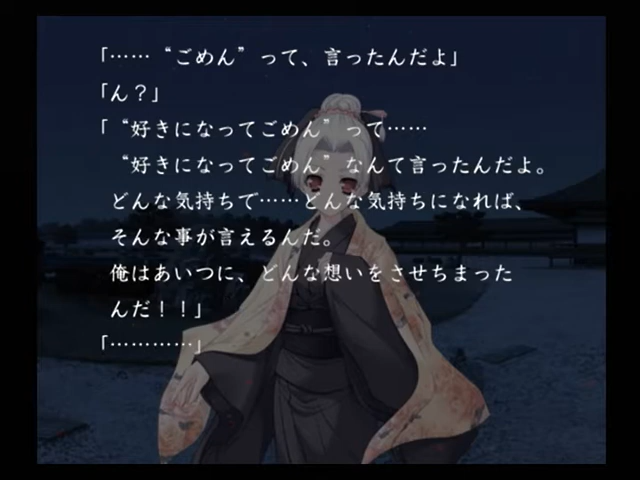 「……“ごめん”って、言ったんだよ」
「ん？」
「“好きになってごめん”って……
“好きになってごめん”なんて言ったんだよ。
どんな気持ちで……どんな気持ちになれば、
そんな事が言えるんだ。
俺はあいつに、どんな想いをさせちまった
んだ！！」
「…………」